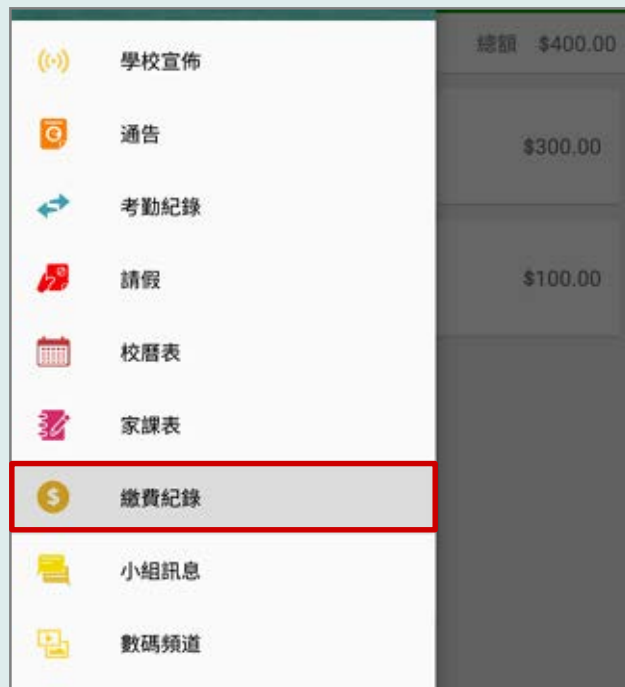 學校宣佈
通告
考勤紀錄
請假
校曆表
家課表
繳費紀錄
小組訊息
數碼頻道
總額 $400.00
$300.00
$100.00